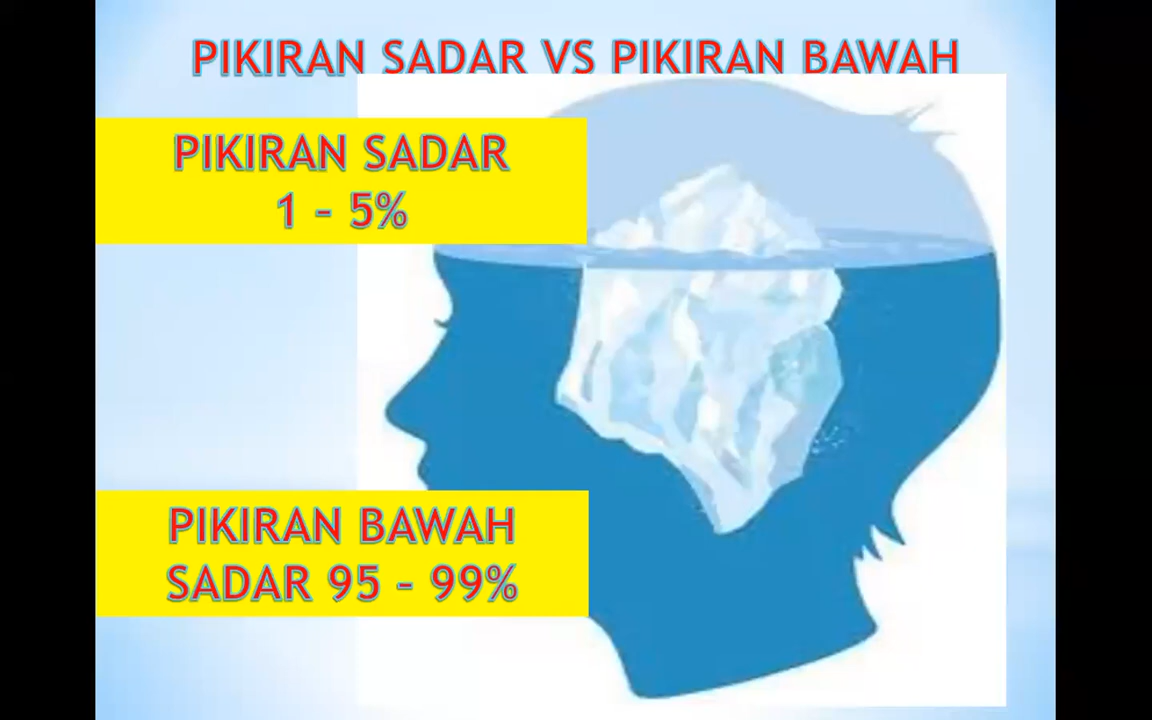 PIKIRAN SADAR VS PIKIRAN BAWAH
PIKIRAN SADAR
1 - 5%
PIKIRAN BAWAH
SADAR 95 - 99%